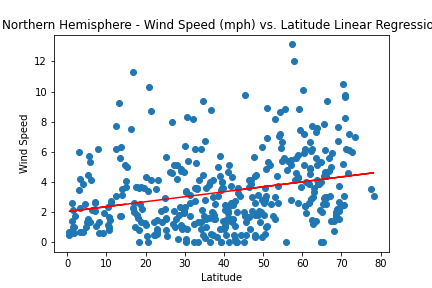 Northern Hemisphere - Wind Speed (mph) vs. Latitude Linear Regressio
12
10
8
6
4
2
0
Wind Speed
0 10 20 30 40 50 60 70 80
Latitude